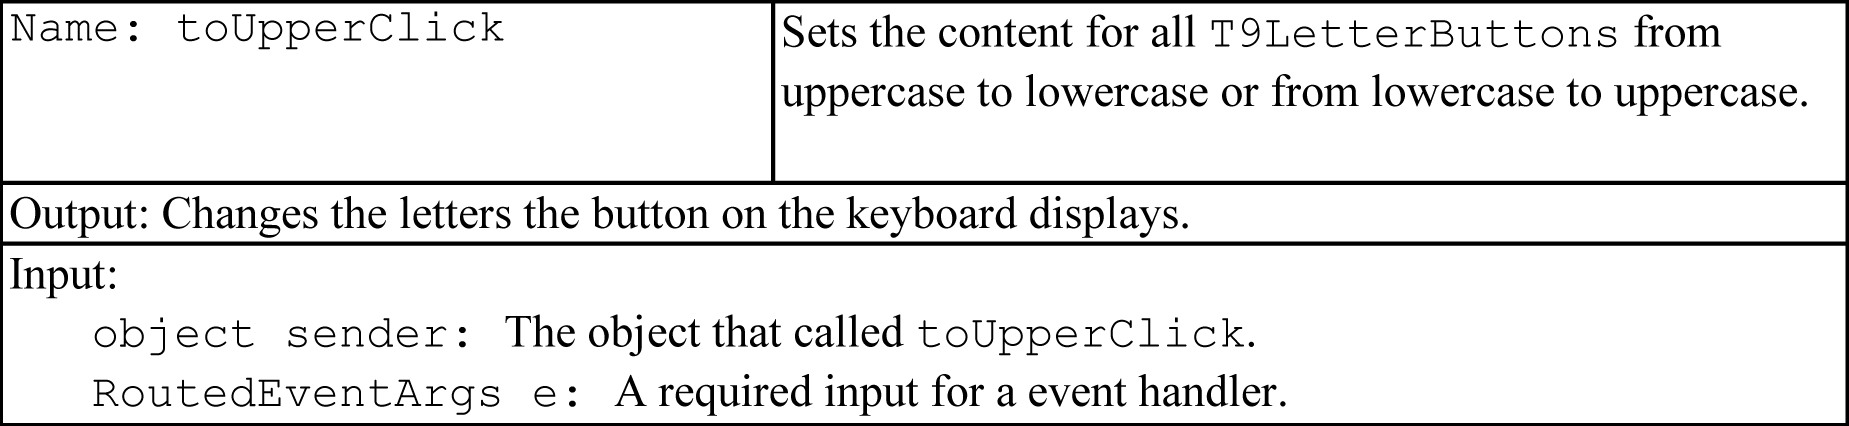 Name: toUpperClick
Sets the content for all T9LetterButtons from
uppercase to lowercase or from lowercase to uppercase.
Output: Changes the letters the button on the keyboard displays.
Input:
object sender: The object that called toUpperClick.
RoutedEventArgs e: A required input for a event handler.